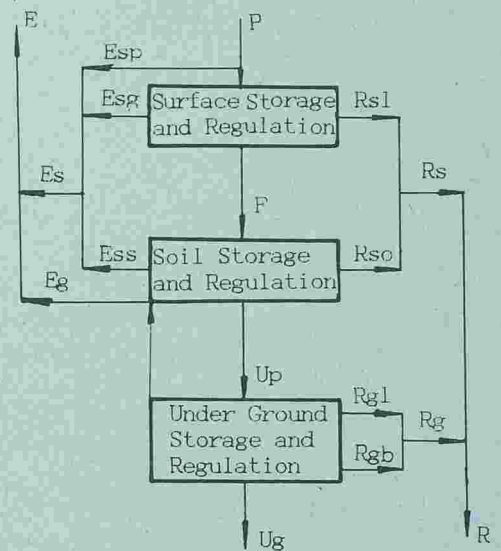 E
P
Esp
Esg
Surface Storage
and Regulation
Rsl
Es
F
Rs
Ess
Soil Storage
and Regulation
Rso
Eg
Up
Under Ground
Storage and
Regulation
Rgl
Rg
Rgb
Ug
R